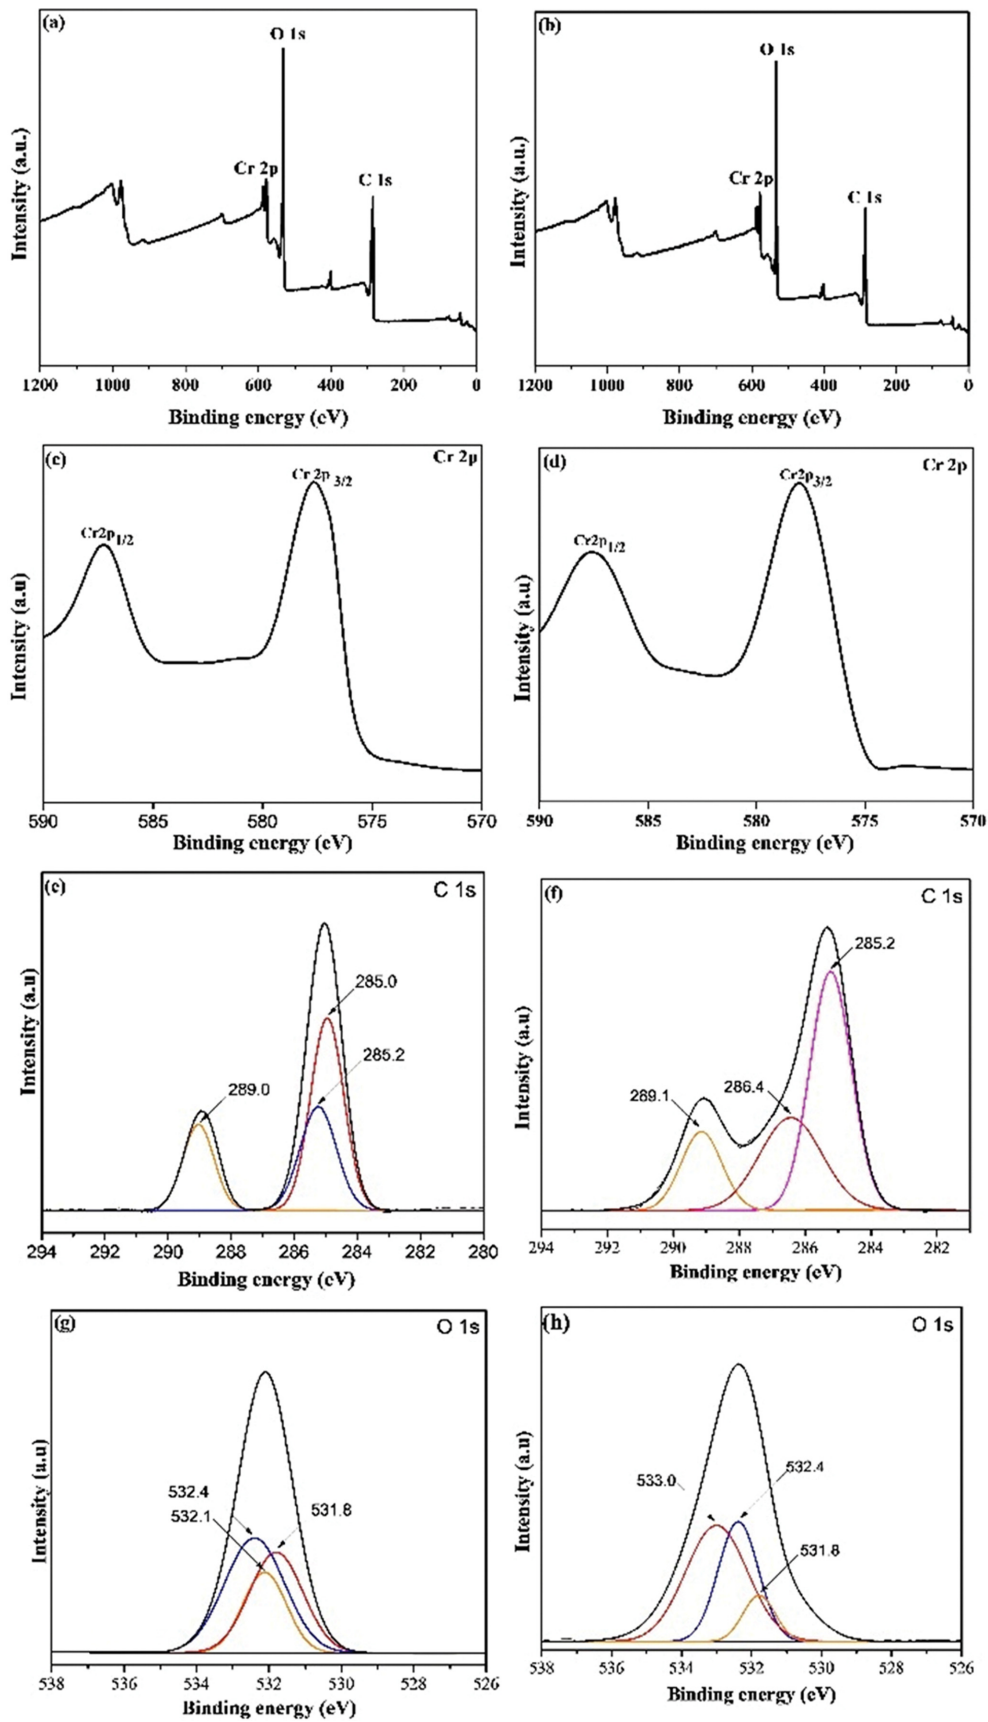 (a)
O 1s
Cr 2p
C 1s
Intensity (a.u.)
1200 1000 800 600 400 200 0
Binding energy (eV)
(b)
O 1s
Cr 2p
C 1s
Intensity (a.u.)
1200 1000 800 600 400 200 0
Binding energy (eV)
(c)
Cr 2p
Cr 2p 3/2
Cr2p1/2
Intensity (a.u)
590 585 580 575 570
Binding energy (eV)
(d)
Cr 2p
Cr2p3/2
Cr2p1/2
Intensity (a.u)
590 585 580 575 570
Binding energy (eV)
(e)
C 1s
285.0
285.2
289.0
Intensity (a.u)
294 292 290 288 286 284 282 280
Binding energy (eV)
(f)
C 1s
285.2
286.4
289.1
Intensity (a.u)
294 292 290 288 286 284 282
Binding energy (eV)
(g)
O 1s
532.4
532.1
531.8
Intensity (a.u)
538 536 534 532 530 528 526
Binding energy (eV)
(h)
O 1s
533.0
532.4
531.8
Intensity (a.u)
538 536 534 532 530 528 526
Binding energy (eV)